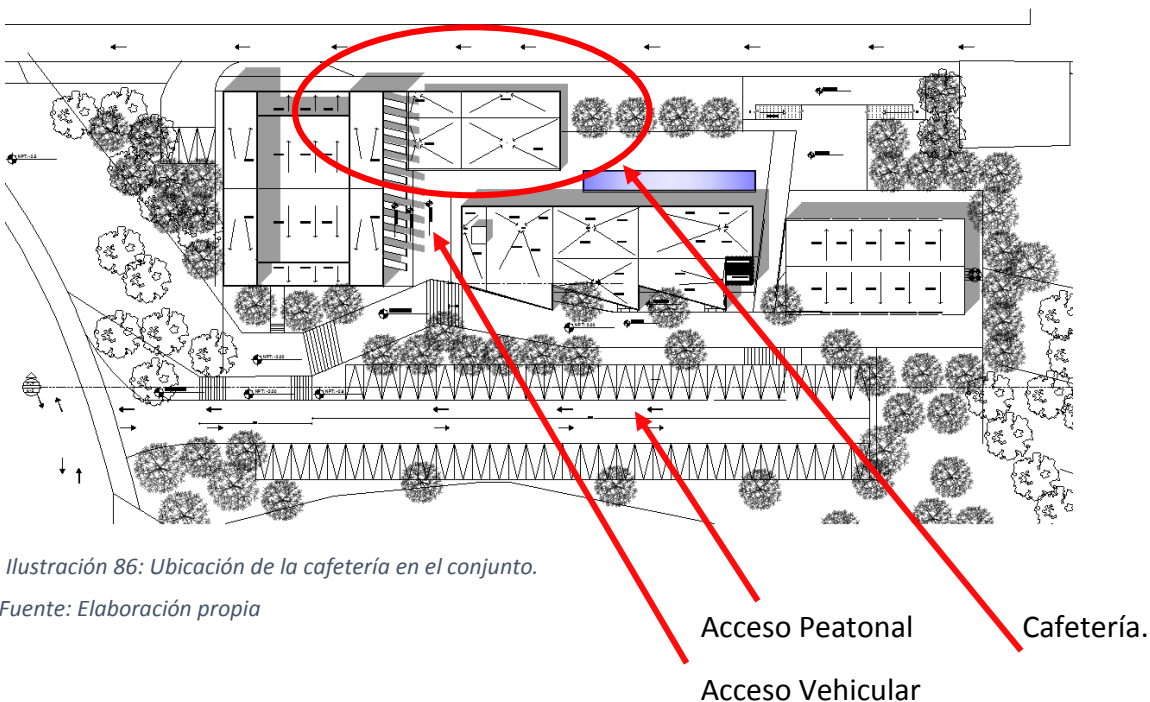 Ilustración 86: Ubicación de la cafetería en el conjunto.
Fuente: Elaboración propia
Acceso Peatonal
Cafetería.
Acceso Vehicular